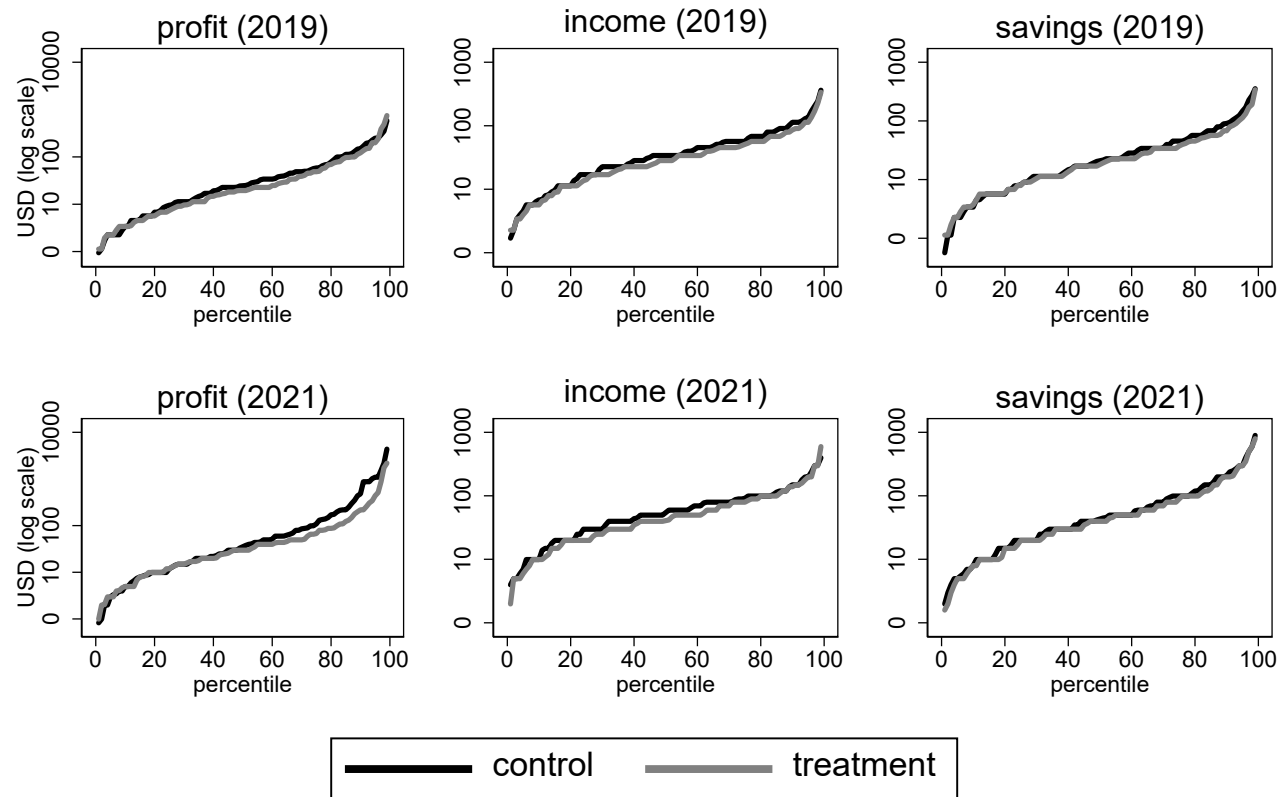 profit (2019) income (2019) savings (2019)
USD (log scale)
0 10 100 10000
0 10 100 1000
0 10 100 1000
0 20 40 60 80 100
0 20 40 60 80 100
0 20 40 60 80 100
percentile percentile percentile
profit (2021) income (2021) savings (2021)
USD (log scale)
0 10 100 10000
0 10 100 1000
0 10 100 1000
0 20 40 60 80 100
0 20 40 60 80 100
0 20 40 60 80 100
percentile percentile percentile
control treatment